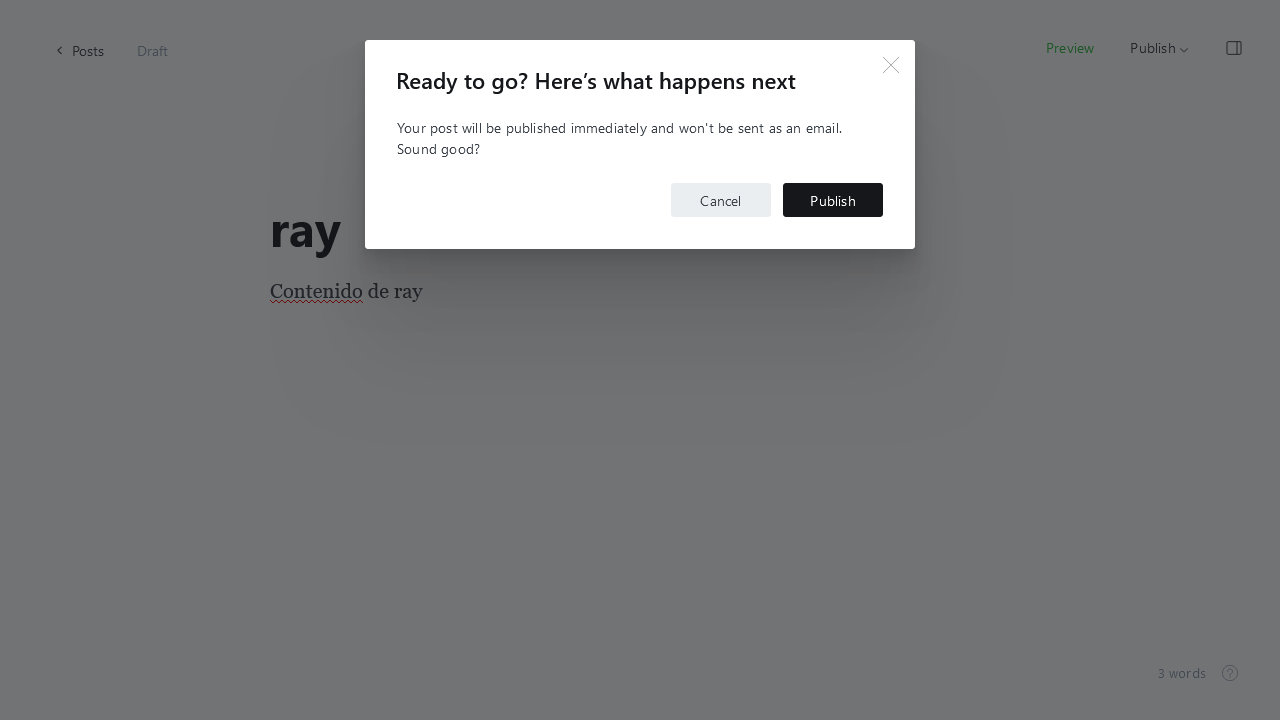 Posts
Draft
Preview
Publish
Ready to go? Here’s what happens next
Your post will be published immediately and won't be sent as an email.
Sound good?
Cancel
Publish
ray
Contenido de ray
3 words